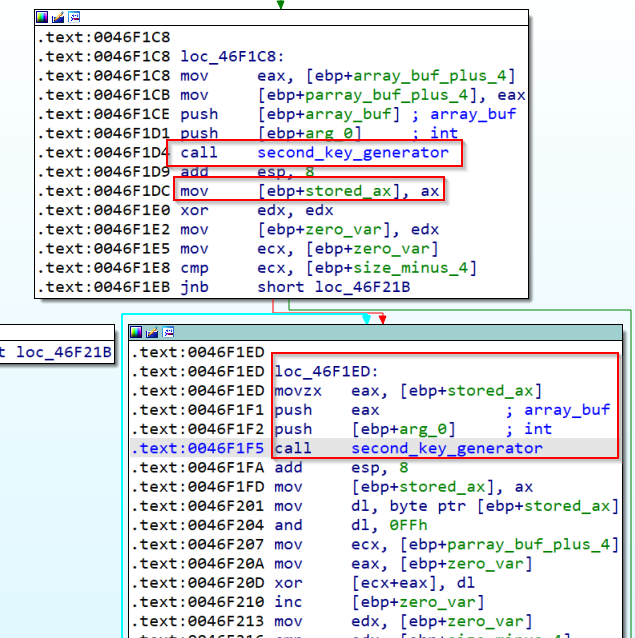 .text:0046F1C8
.text:0046F1C8 loc_46F1C8:
.text:0046F1C8 mov eax, [ebp+array_buf_plus_4]
.text:0046F1CB mov [ebp+parray_buf_plus_4], eax
.text:0046F1CE push [ebp+array_buf] ; array_buf
.text:0046F1D1 push [ebp+arg_0] ; int
.text:0046F1D4 call second_key_generator
.text:0046F1D9 add esp, 8
.text:0046F1DC mov [ebp+stored_ax], ax
.text:0046F1E0 xor edx, edx
.text:0046F1E2 mov [ebp+zero_var], edx
.text:0046F1E5 mov ecx, [ebp+zero_var]
.text:0046F1E8 cmp ecx, [ebp+size_minus_4]
.text:0046F1EB jnb short loc_46F21B
t loc_46F21B
.text:0046F1ED
.text:0046F1ED loc_46F1ED:
.text:0046F1ED movzx eax, [ebp+stored_ax]
.text:0046F1F1 push eax ; array_buf
.text:0046F1F2 push [ebp+arg_0] ; int
.text:0046F1F5 call second_key_generator
.text:0046F1FA add esp, 8
.text:0046F1FD mov [ebp+stored_ax], ax
.text:0046F201 mov dl, byte ptr [ebp+stored_ax]
.text:0046F204 and dl, 0FFh
.text:0046F207 mov ecx, [ebp+parray_buf_plus_4]
.text:0046F20A mov eax, [ebp+zero_var]
.text:0046F20D xor [ecx+eax], dl
.text:0046F210 inc [ebp+zero_var]
.text:0046F213 mov edx, [ebp+zero_var]
.text:0046F216 cmp edx, [ebp+size_minus_4]